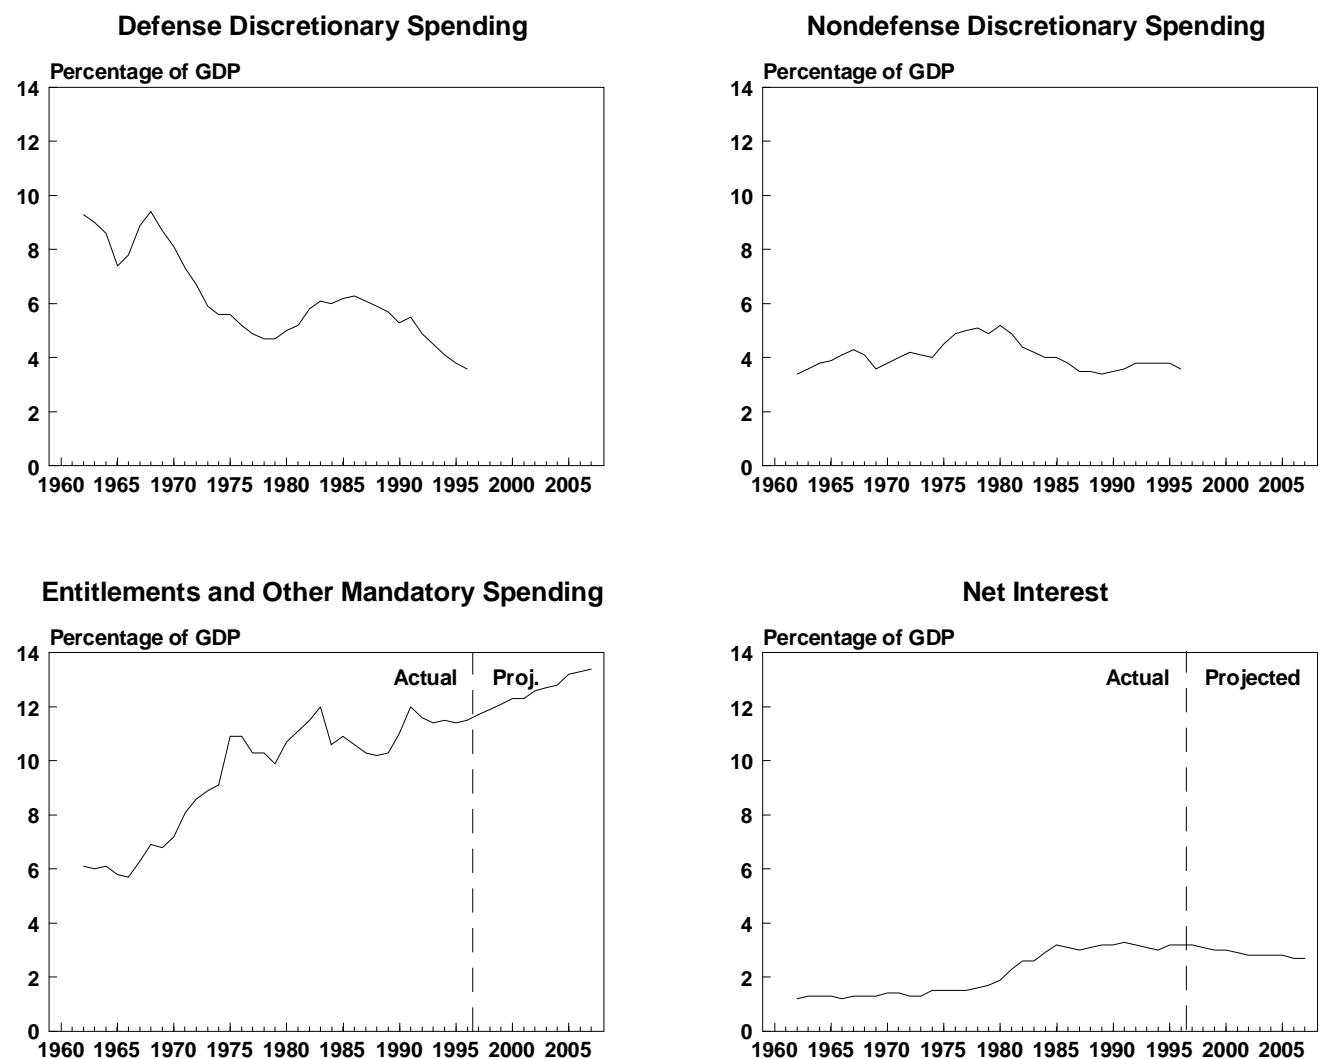 Defense Discretionary Spending
Percentage of GDP
14
12
10
8
6
4
2
0
1960 1965 1970 1975 1980 1985 1990 1995 2000 2005
Nondefense Discretionary Spending
Percentage of GDP
14
12
10
8
6
4
2
0
1960 1965 1970 1975 1980 1985 1990 1995 2000 2005
Entitlements and Other Mandatory Spending
Percentage of GDP
14
Actual Proj.
12
10
8
6
4
2
0
1960 1965 1970 1975 1980 1985 1990 1995 2000 2005
Net Interest
Percentage of GDP
14
Actual Projected
12
10
8
6
4
2
0
1960 1965 1970 1975 1980 1985 1990 1995 2000 2005